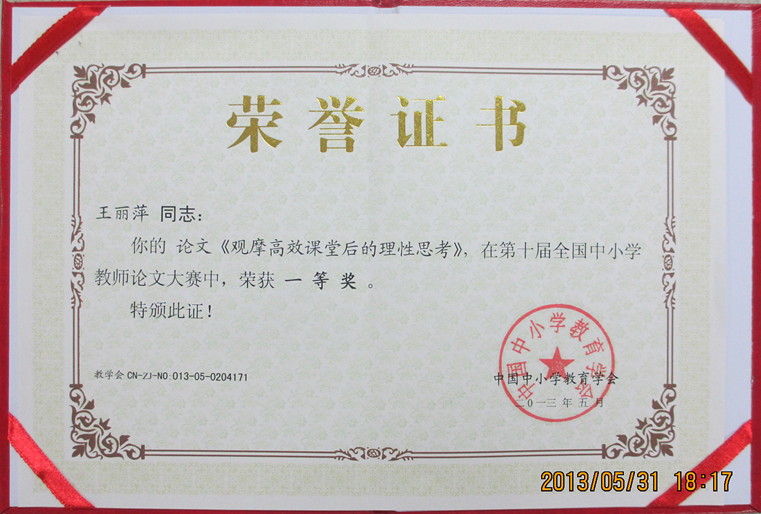 荣誉证书
王丽萍 同志：
你的 论文《观摩高效课堂后的理性思考》，在第十届全国中小学
教师论文大赛中，荣获 一 等 奖 。
特颁此证！
中国中小学教育学会
教学会 CN-ZJ-NO:013-05-0204171
中国中小学教育学会
二0一三 年 五 月
2013/05/31 18:17